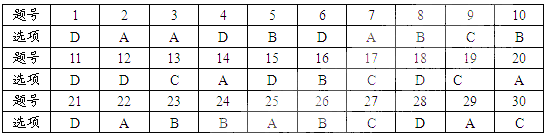 题号 1 2 3 4 5 6 7 8 9 10
选项 D A A D B D A B C B
题号 11 12 13 14 15 16 17 18 19 20
选项 D D C A D B C D C A
题号 21 22 23 24 25 26 27 28 29 30
选项 D A B B A B C D A C